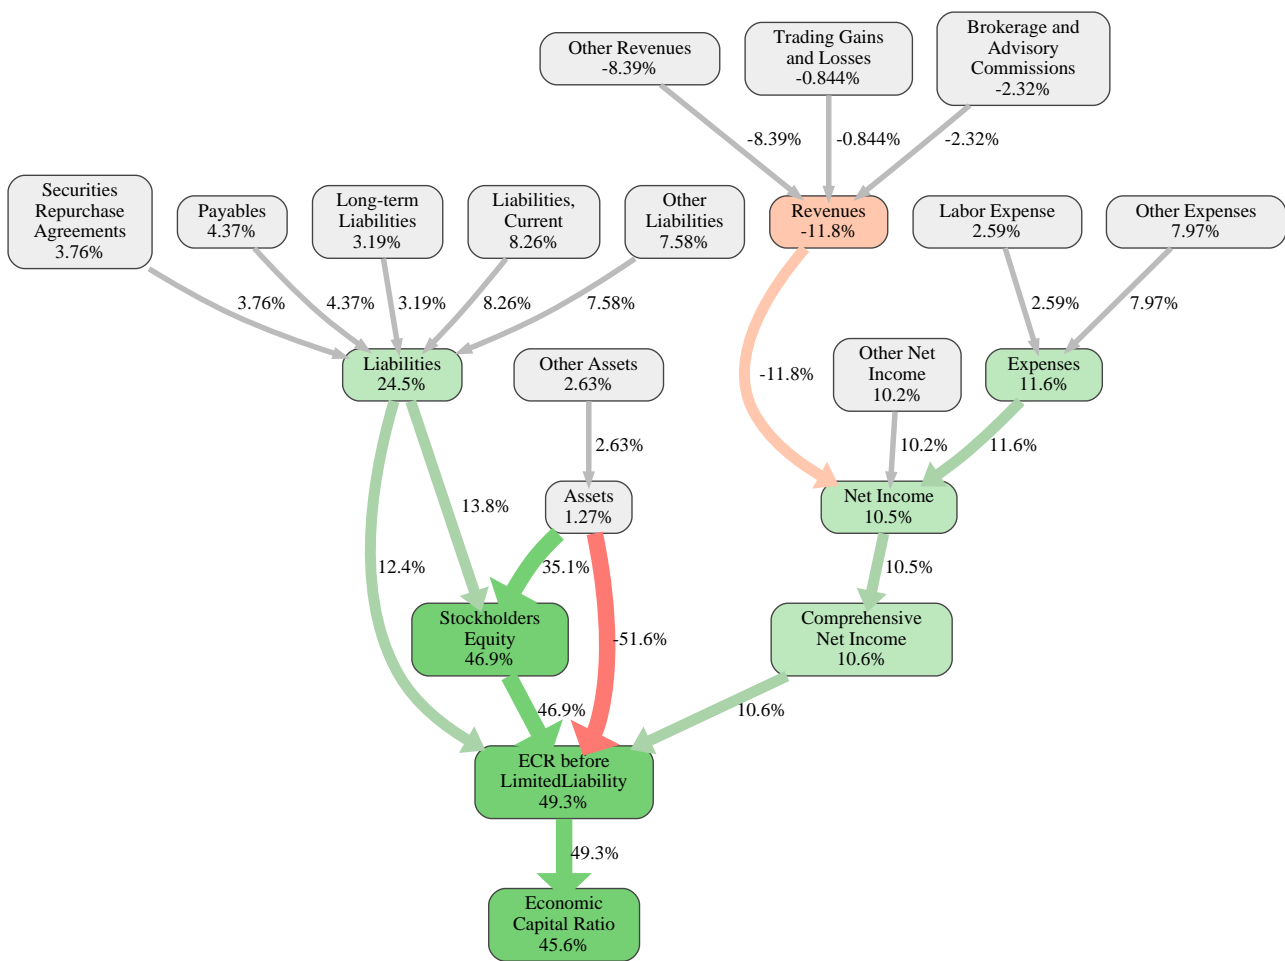 Other Revenues
-8.39%
Trading Gains
and Losses
-0.844%
Brokerage and
Advisory
Commissions
-2.32%
-8.39%
-0.844%
-2.32%
Securities
Repurchase
Agreements
3.76%
Payables
4.37%
Long-term
Liabilities
3.19%
Liabilities,
Current
8.26%
Other
Liabilities
7.58%
Revenues
-11.8%
Labor Expense
2.59%
Other Expenses
7.97%
3.76%
4.37%
3.19%
8.26%
7.58%
2.59%
7.97%
Liabilities
24.5%
Other Assets
2.63%
-11.8%
Other Net
Income
10.2%
Expenses
11.6%
2.63%
10.2%
11.6%
Assets
1.27%
Net Income
10.5%
13.8%
12.4%
35.1%
10.5%
Stockholders
Equity
46.9%
-51.6%
Comprehensive
Net Income
10.6%
46.9%
10.6%
ECR before
LimitedLiability
49.3%
49.3%
Economic
Capital Ratio
45.6%